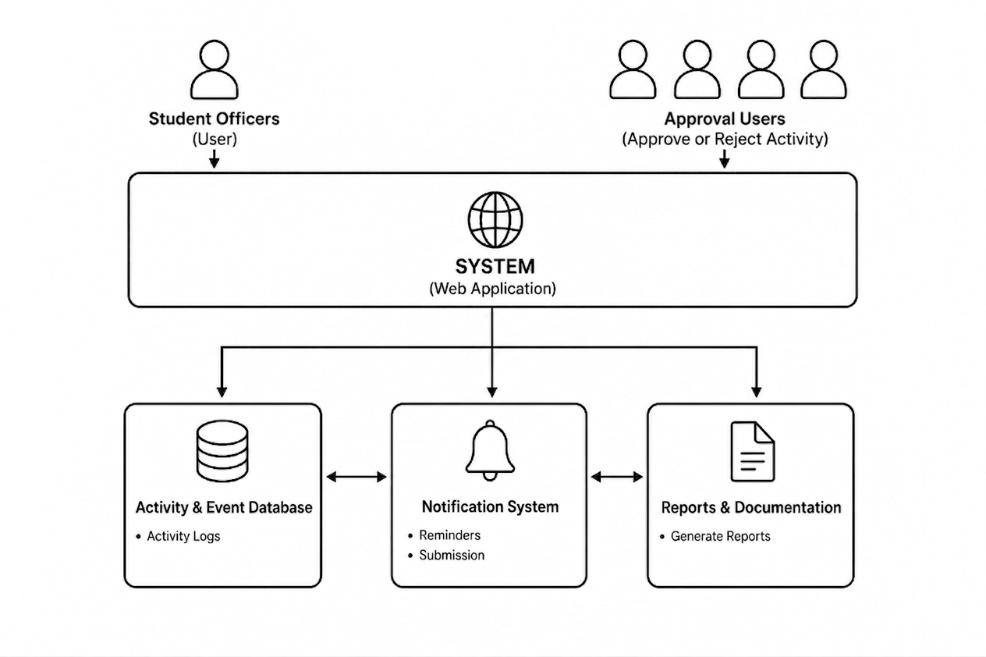 Student Officers
(User)
Approval Users
(Approve or Reject Activity)
SYSTEM
(Web Application)
Activity & Event Database
• Activity Logs
Notification System
• Reminders
• Submission
Reports & Documentation
• Generate Reports